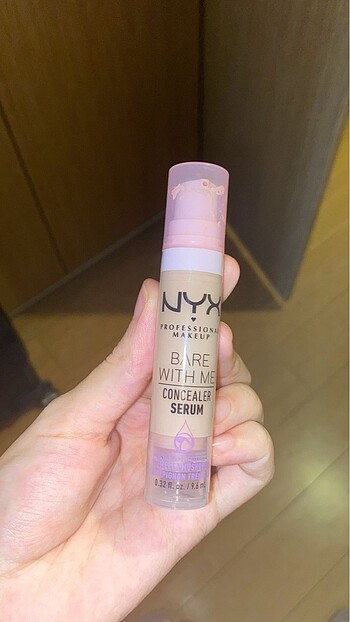 NYX
PROFESSIONAL
MAKEUP
BARE
WITH ME
CONCEALER
SERUM
0.32 fl. oz. / 9.6 mL